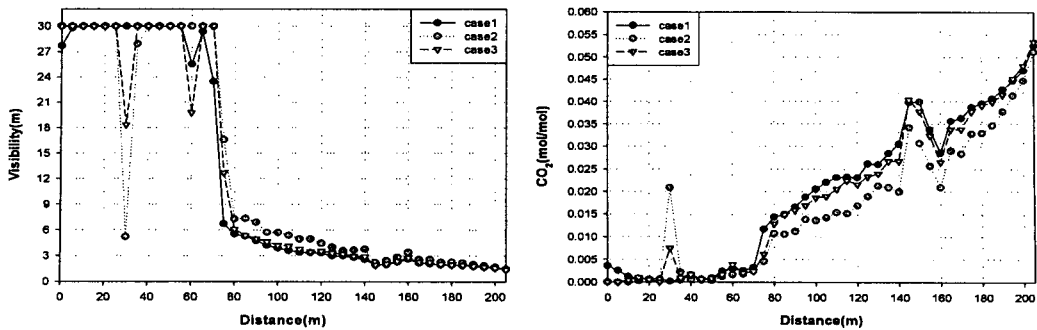 30
27
24
21
18
15
12
9
6
3
0
Visibility(m)
0 20 40 60 80 100 120 140 160 180 200
Distance(m)
case1
case2
case3
0.060
0.055
0.050
0.045
0.040
0.035
0.030
0.025
0.020
0.015
0.010
0.005
0.000
CO₂(mol/mol)
0 20 40 60 80 100 120 140 160 180 200
Distance(m)
case1
case2
case3